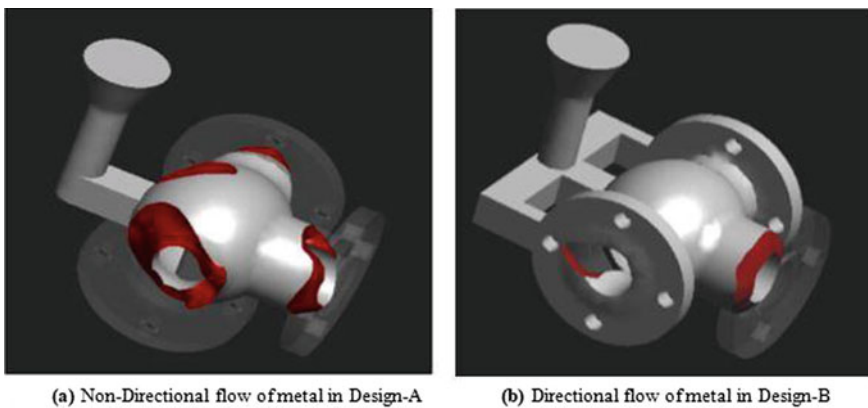 (a) Non-Directional flow of metal in Design-A
(b) Directional flow of metal in Design-B